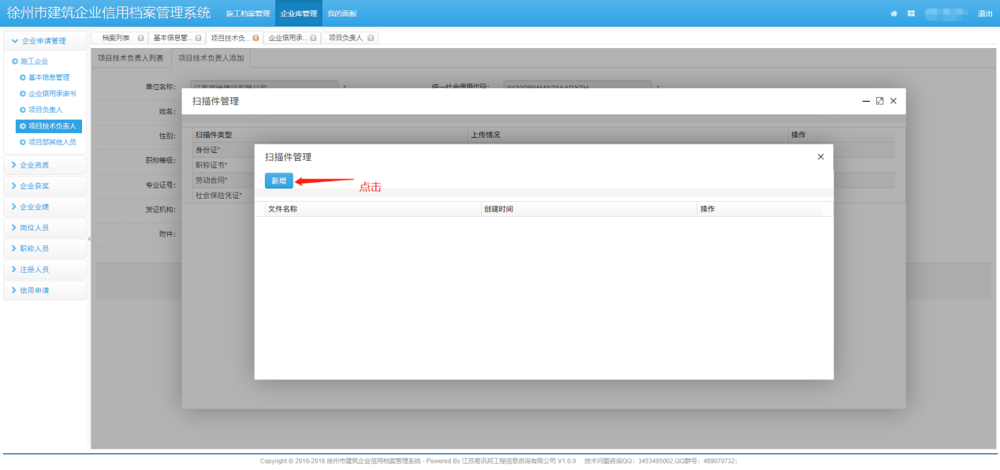 徐州市建筑企业信用档案管理系统 施工档案管理 企业库管理 我的面板 退出
企业申请管理
施工企业
基本信息管理
企业信用承诺书
项目负责人
项目技术负责人
项目部其他人员
企业资质
企业获奖
企业业绩
岗位人员
职称人员
注册人员
信用申请
档案列表 基本信息管... 项目技术负... 企业信用承... 项目负责人
项目技术负责人列表 项目技术负责人添加
单位名称: * 统一社会信用代码: *
姓名:
性别:
职称等级:
专业证号:
发证机构:
附件:
扫描件管理
扫描件类型 上传情况 操作
身份证*
职称证书*
劳动合同*
社会保险凭证*
扫描件管理
新增 点击
文件名称 创建时间 操作
Copyright © 2016-2018 徐州市建筑企业信用档案管理系统 - Powered By 江苏易讯邦工程信息咨询有限公司 V1.0.0 技术问题咨询QQ：3453495002,QQ群号：489070732;